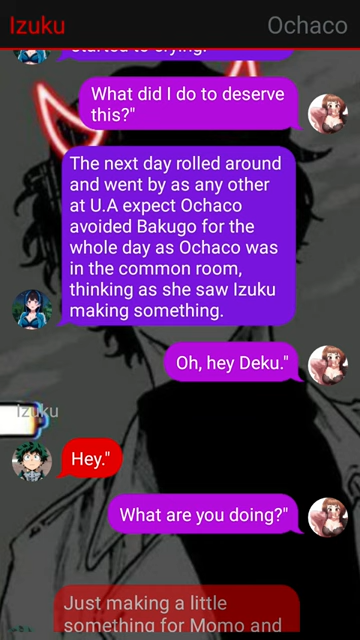 Izuku
Ochaco
started to crying.
What did I do to deserve
this?"
The next day rolled around
and went by as any other
at U.A expect Ochaco
avoided Bakugo for the
whole day as Ochaco was
in the common room,
thinking as she saw Izuku
making something.
Oh, hey Deku."
Izuku
Hey."
What are you doing?"
Just making a little
something for Momo and